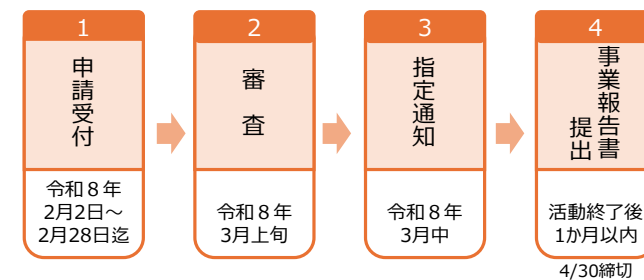 1
申請受付
令和８年
2月2日～
2月28日迄
2
審査
令和８年
3月上旬
3
指定通知
令和８年
3月中
4
事業報告書
提出
活動終了後
1か月以内
4/30締切